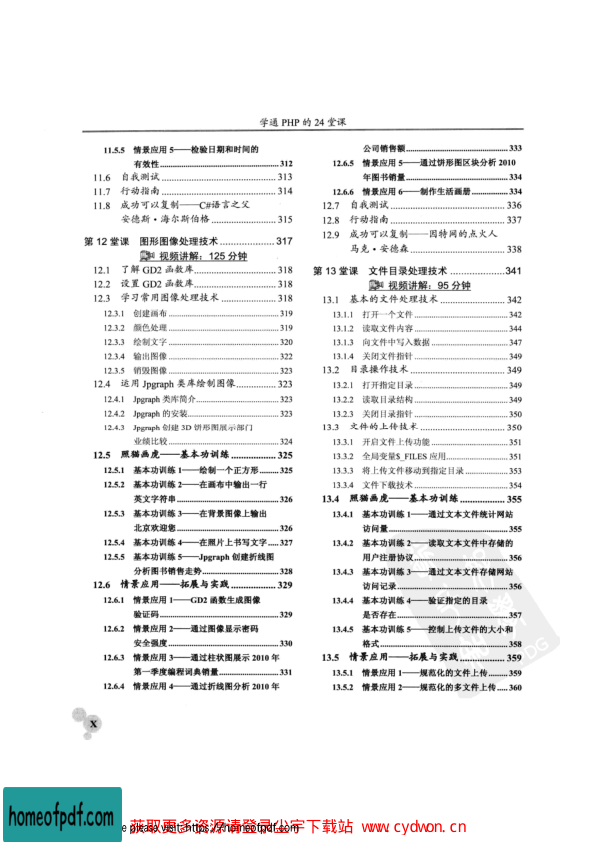 学通 PHP 的 24 堂课
11.5.5 情景应用 5——检验日期和时间的
有效性 312
11.6 自我测试 313
11.7 行动指南 314
11.8 成功可以复制——C#语言之父
安德斯·海尔斯伯格 315
第 12 堂课 图形图像处理技术 317
视频讲解：125 分钟
12.1 了解 GD2 函数库 318
12.2 设置 GD2 函数库 318
12.3 学习常用图像处理技术 318
12.3.1 创建画布 319
12.3.2 颜色处理 319
12.3.3 绘制文字 320
12.3.4 输出图像 322
12.3.5 销毁图像 323
12.4 运用 Jpgraph 类库绘制图像 323
12.4.1 Jpgraph 类库简介 323
12.4.2 Jpgraph 的安装 323
12.4.3 Jpgraph 创建 3D 饼形图展示部门
业绩比较 324
12.5 照猫画虎——基本功训练 325
12.5.1 基本功训练 1——绘制一个正方形 325
12.5.2 基本功训练 2——在画布中输出一行
英文字符串 326
12.5.3 基本功训练 3——在背景图像上输出
北京欢迎您 326
12.5.4 基本功训练 4——在照片上书写文字 327
12.5.5 基本功训练 5——Jpgraph 创建折线图
分析图书销售走势 328
12.6 情景应用——拓展与实践 329
12.6.1 情景应用 1——GD2 函数生成图像
验证码 329
12.6.2 情景应用 2——通过图像显示密码
安全强度 330
12.6.3 情景应用 3——通过柱状图展示 2010 年
第一季度编程词典销量 331
12.6.4 情景应用 4——通过折线图分析 2010 年
公司销售额 333
12.6.5 情景应用 5——通过饼形图区块分析 2010
年图书销量 334
12.6.6 情景应用 6——制作生活画册 334
12.7 自我测试 336
12.8 行动指南 337
12.9 成功可以复制——因特网的点火人
马克·安德森 338
第 13 堂课 文件目录处理技术 341
视频讲解：95 分钟
13.1 基本的文件处理技术 342
13.1.1 打开一个文件 342
13.1.2 读取文件内容 344
13.1.3 向文件中写入数据 347
13.1.4 关闭文件指针 349
13.2 目录操作技术 349
13.2.1 打开指定目录 349
13.2.2 读取目录结构 349
13.2.3 关闭目录指针 350
13.3 文件的上传技术 350
13.3.1 开启文件上传功能 351
13.3.2 全局变量$_FILES 应用 351
13.3.3 将上传文件移动到指定目录 353
13.3.4 文件下载技术 354
13.4 照猫画虎——基本功训练 355
13.4.1 基本功训练 1——通过文本文件统计网站
访问量 355
13.4.2 基本功训练 2——读取文本文件中存储的
用户注册协议 356
13.4.3 基本功训练 3——通过文本文件存储网站
访问记录 356
13.4.4 基本功训练 4——验证指定的目录
是否存在 357
13.4.5 基本功训练 5——控制上传文件的大小和
格式 358
13.5 情景应用——拓展与实践 359
13.5.1 情景应用 1——规范化的文件上传 359
13.5.2 情景应用 2——规范化的多文件上传 360
X
homeofpdf.com
please visit: https://homeofpdf.com
获取更多资源请登录公宇下载站 www.cydwon.cn